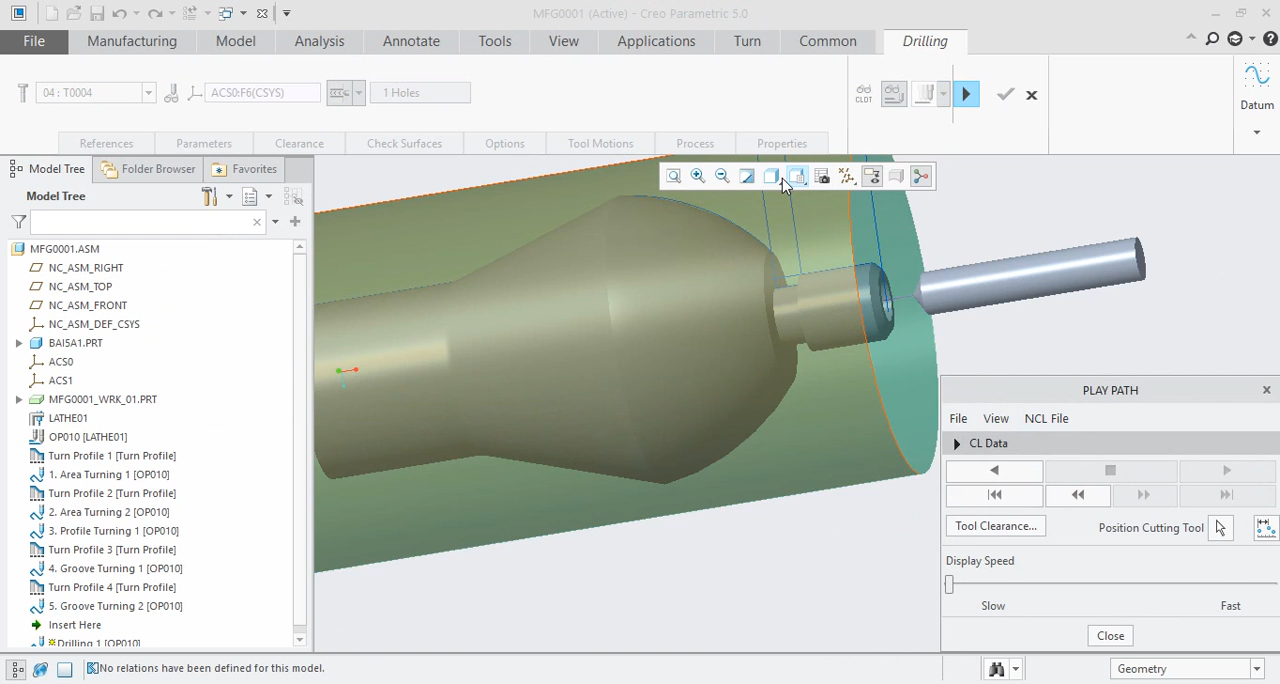 MFG0001 (Active) - Creo Parametric 5.0
File Manufacturing Model Analysis Annotate Tools View Applications Turn Common Drilling
04 : T0004 ACS0:F6(CSYS) 1 Holes
CLDT
Datum
References Parameters Clearance Check Surfaces Options Tool Motions Process Properties
Model Tree Folder Browser Favorites
Model Tree
MFG0001.ASM
NC_ASM_RIGHT
NC_ASM_TOP
NC_ASM_FRONT
NC_ASM_DEF_CSYS
BAI5A1.PRT
ACS0
ACS1
MFG0001_WRK_01.PRT
LATHE01
OP010 [LATHE01]
Turn Profile 1 [Turn Profile]
1. Area Turning 1 [OP010]
Turn Profile 2 [Turn Profile]
2. Area Turning 2 [OP010]
3. Profile Turning 1 [OP010]
Turn Profile 3 [Turn Profile]
4. Groove Turning 1 [OP010]
Turn Profile 4 [Turn Profile]
5. Groove Turning 2 [OP010]
Insert Here
Drilling 1 [OP010]
PLAY PATH
File View NCL File
CL Data
Tool Clearance... Position Cutting Tool
Display Speed
Slow Fast
Close
No relations have been defined for this model.
Geometry